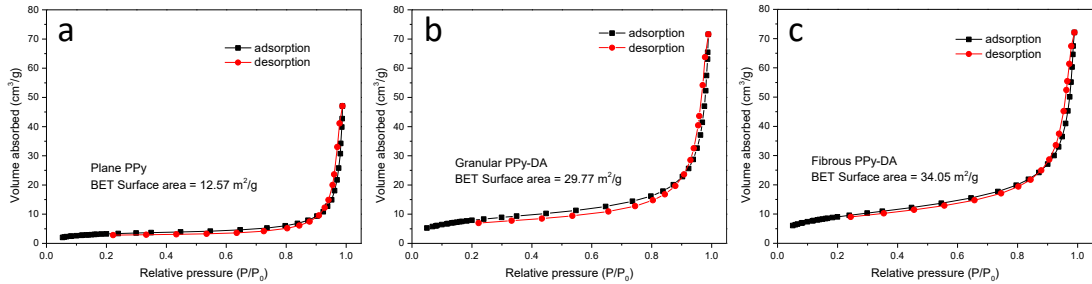 a
adsorption
desorption
Plane PPy
BET Surface area = 12.57 m²/g
Volume absorbed (cm³/g)
80
70
60
50
40
30
20
10
0
0.0 0.2 0.4 0.6 0.8 1.0
Relative pressure (P/P₀)
b
adsorption
desorption
Granular PPy-DA
BET Surface area = 29.77 m²/g
Volume absorbed (cm³/g)
80
70
60
50
40
30
20
10
0
0.0 0.2 0.4 0.6 0.8 1.0
Relative pressure (P/P₀)
c
adsorption
desorption
Fibrous PPy-DA
BET Surface area = 34.05 m²/g
Volume absorbed (cm³/g)
80
70
60
50
40
30
20
10
0
0.0 0.2 0.4 0.6 0.8 1.0
Relative pressure (P/P₀)